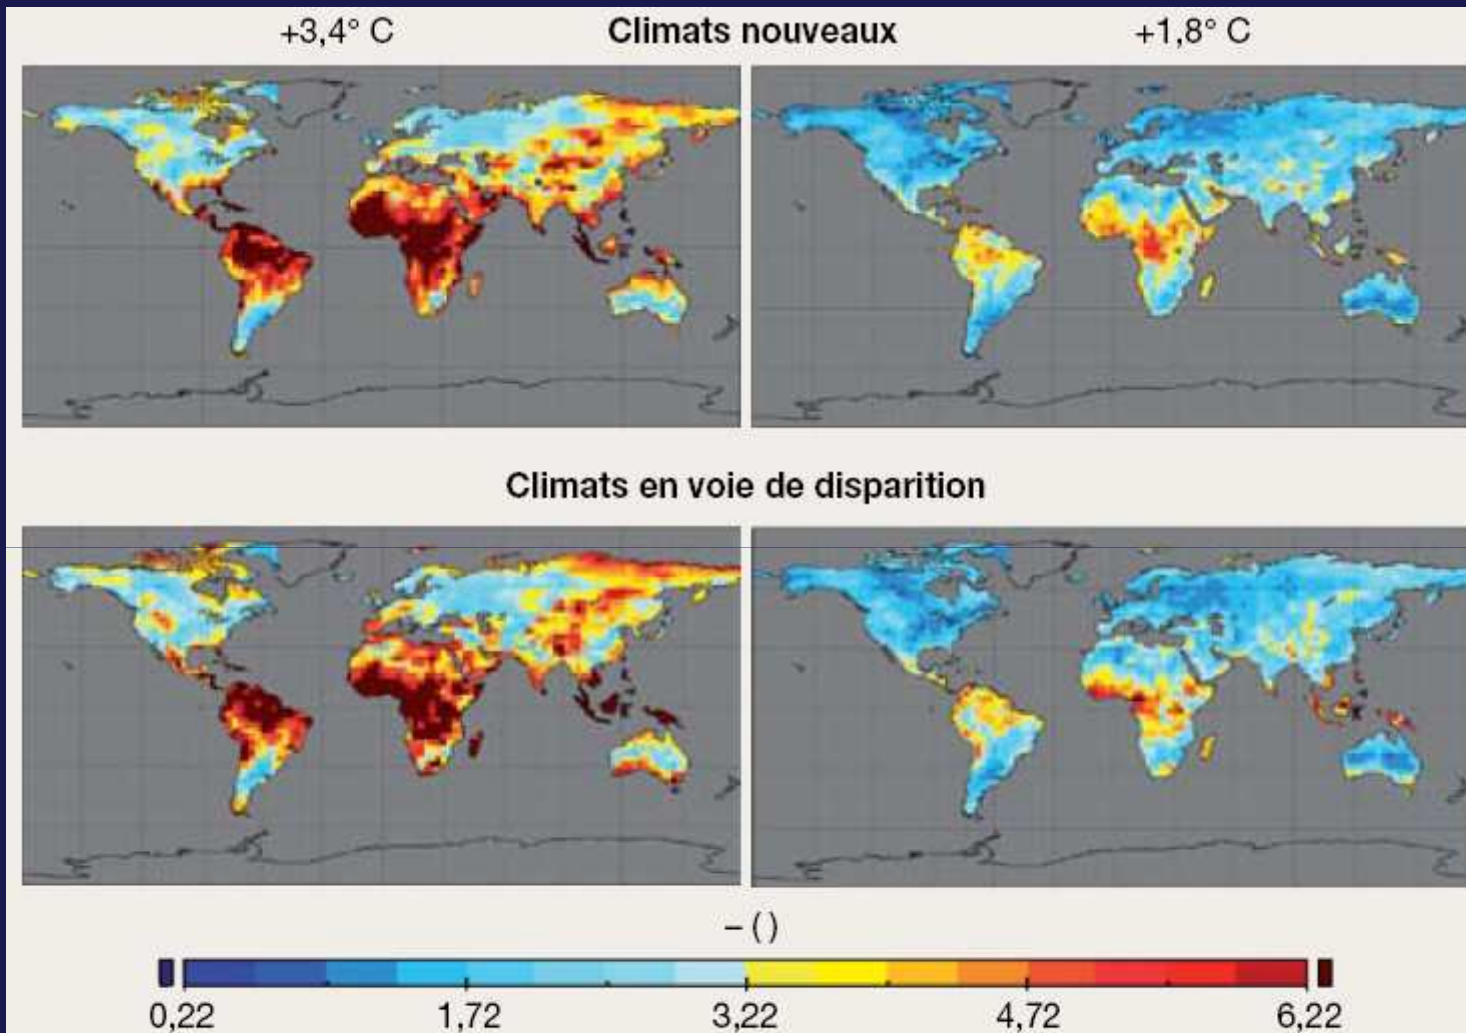 +3,4° C Climats nouveaux +1,8° C
Climats en voie de disparition
– ( )
0,22 1,72 3,22 4,72 6,22